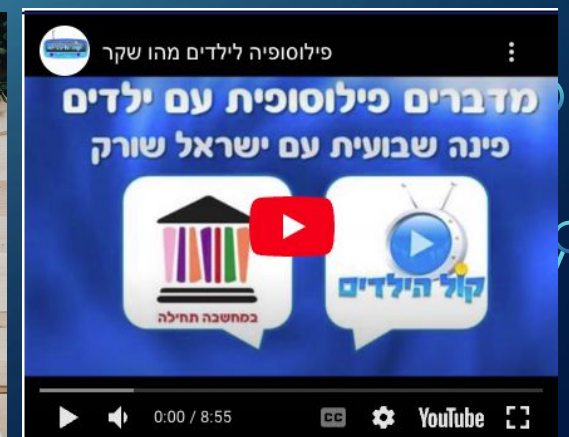 פילוסופיה לילדים מהו שקר
מדברים פילוסופית עם ילדים
פינה שבועית עם ישראל שורק
במחשבה תחילה
קול הילדים
0:00 / 8:55
CC
YouTube